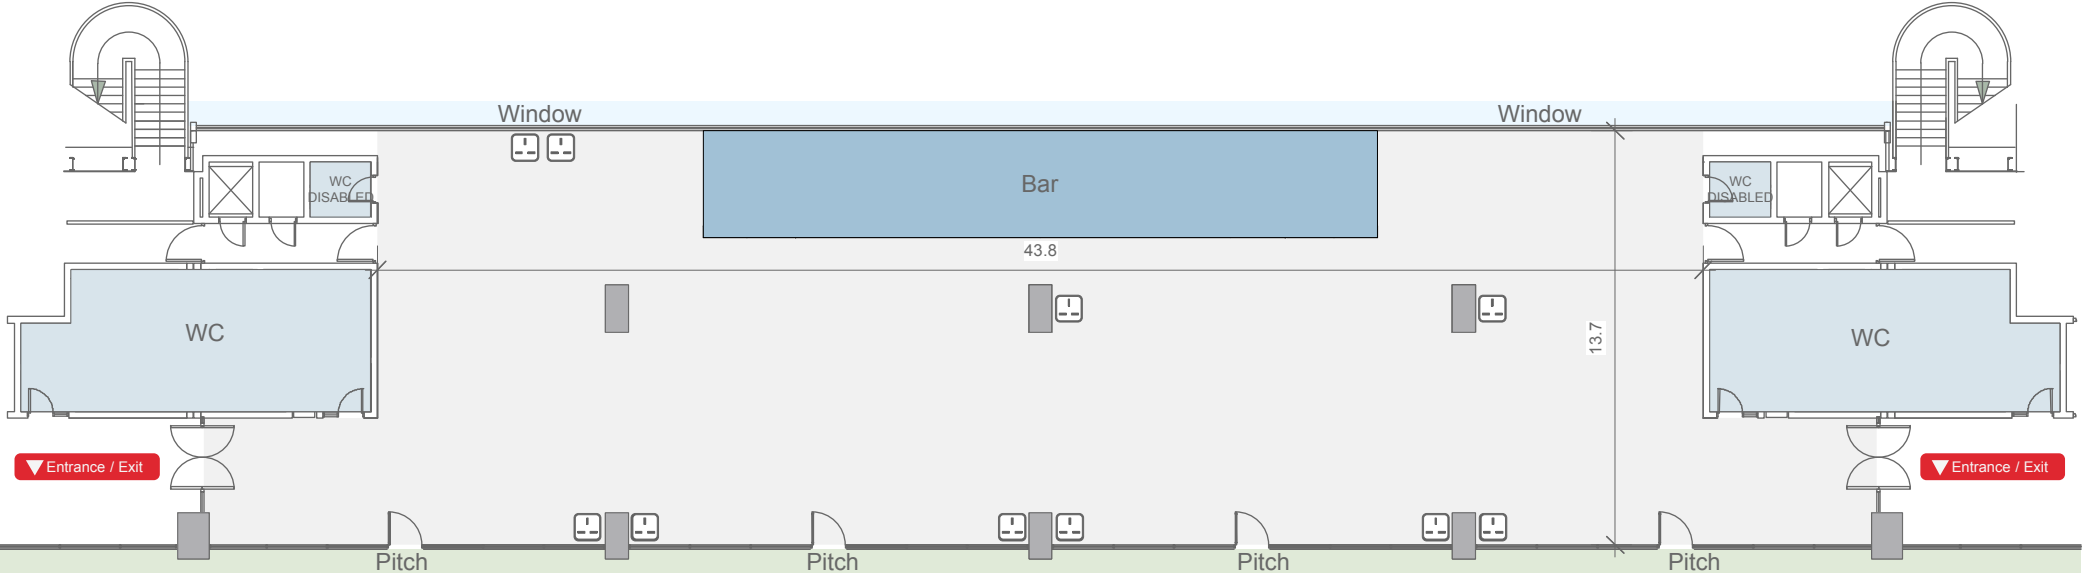 Window
Window
WC
DISABLED
Bar
WC
DISABLED
43.8
WC
13.7
WC
Entrance / Exit
Entrance / Exit
Pitch
Pitch
Pitch
Pitch